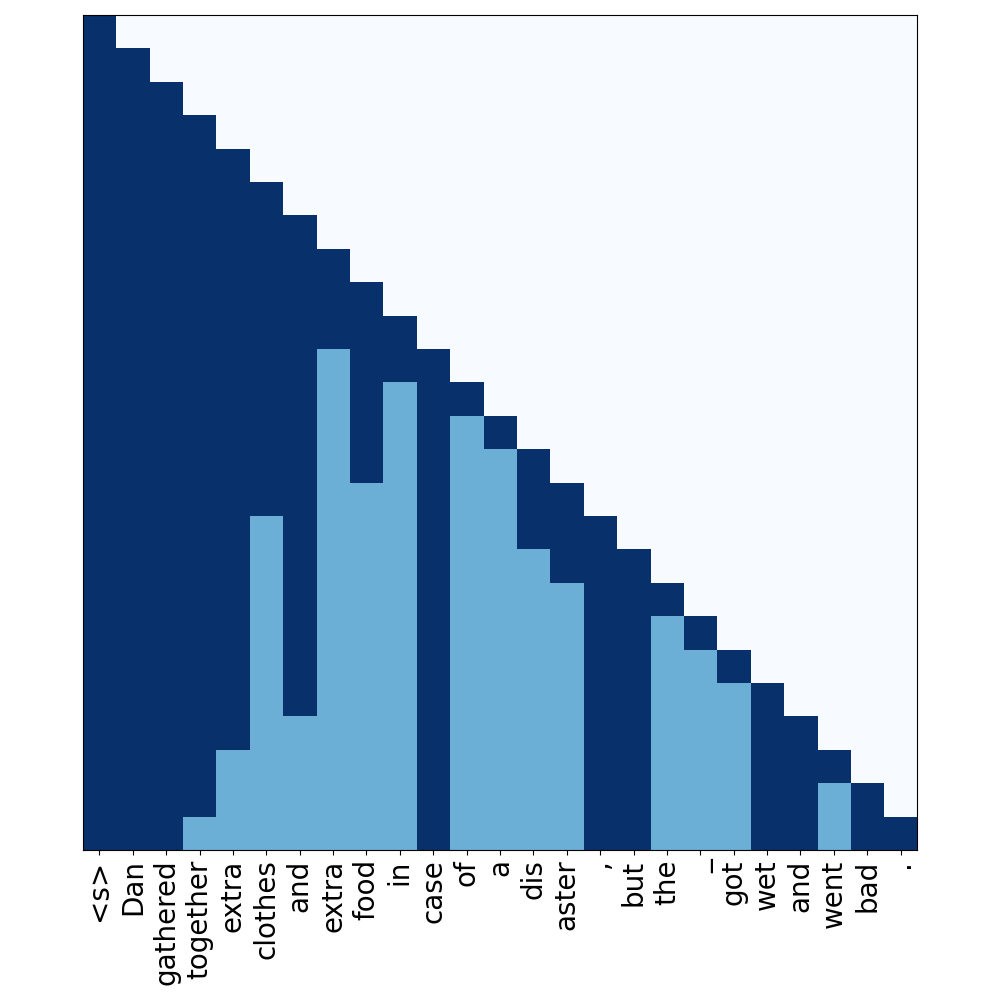 <s>
Dan
gathered
together
extra
clothes
and
extra
food
in
case
of
a
dis
aster
,
but
the
_
got
wet
and
went
bad
.